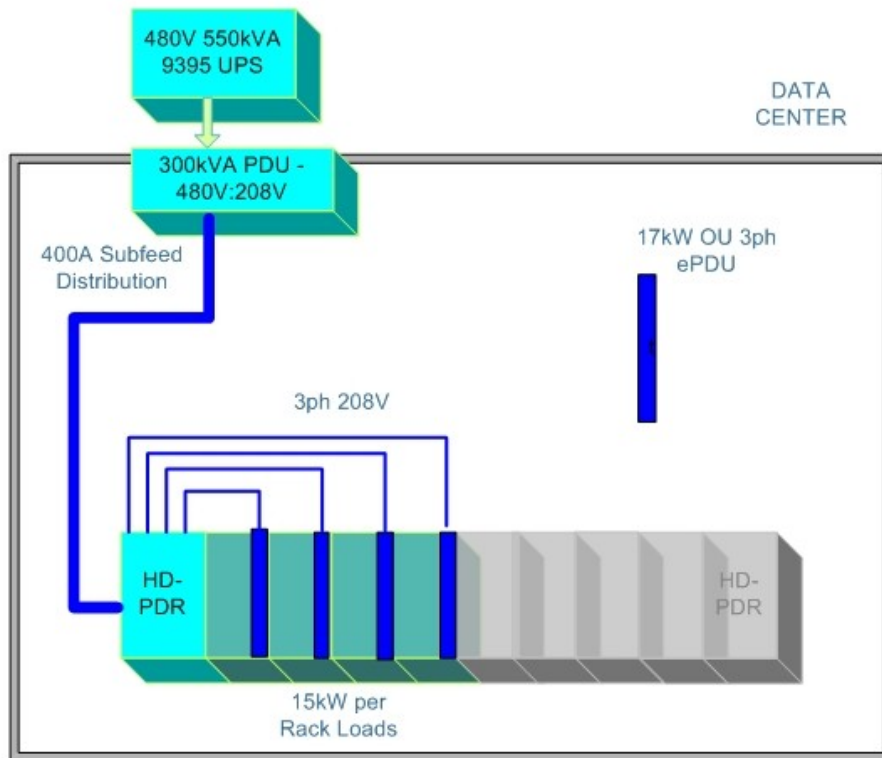 480V 550kVA
9395 UPS
DATA
CENTER
300kVA PDU -
480V:208V
400A Subfeed
Distribution
17kW OU 3ph
ePDU
3ph 208V
HD-
PDR
HD-
PDR
15kW per
Rack Loads